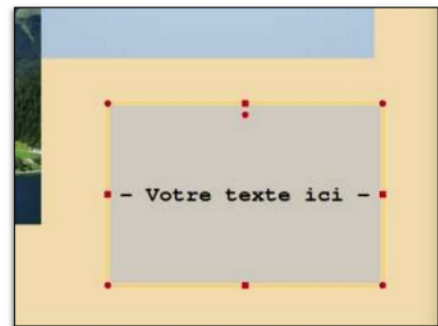 – Votre texte ici –